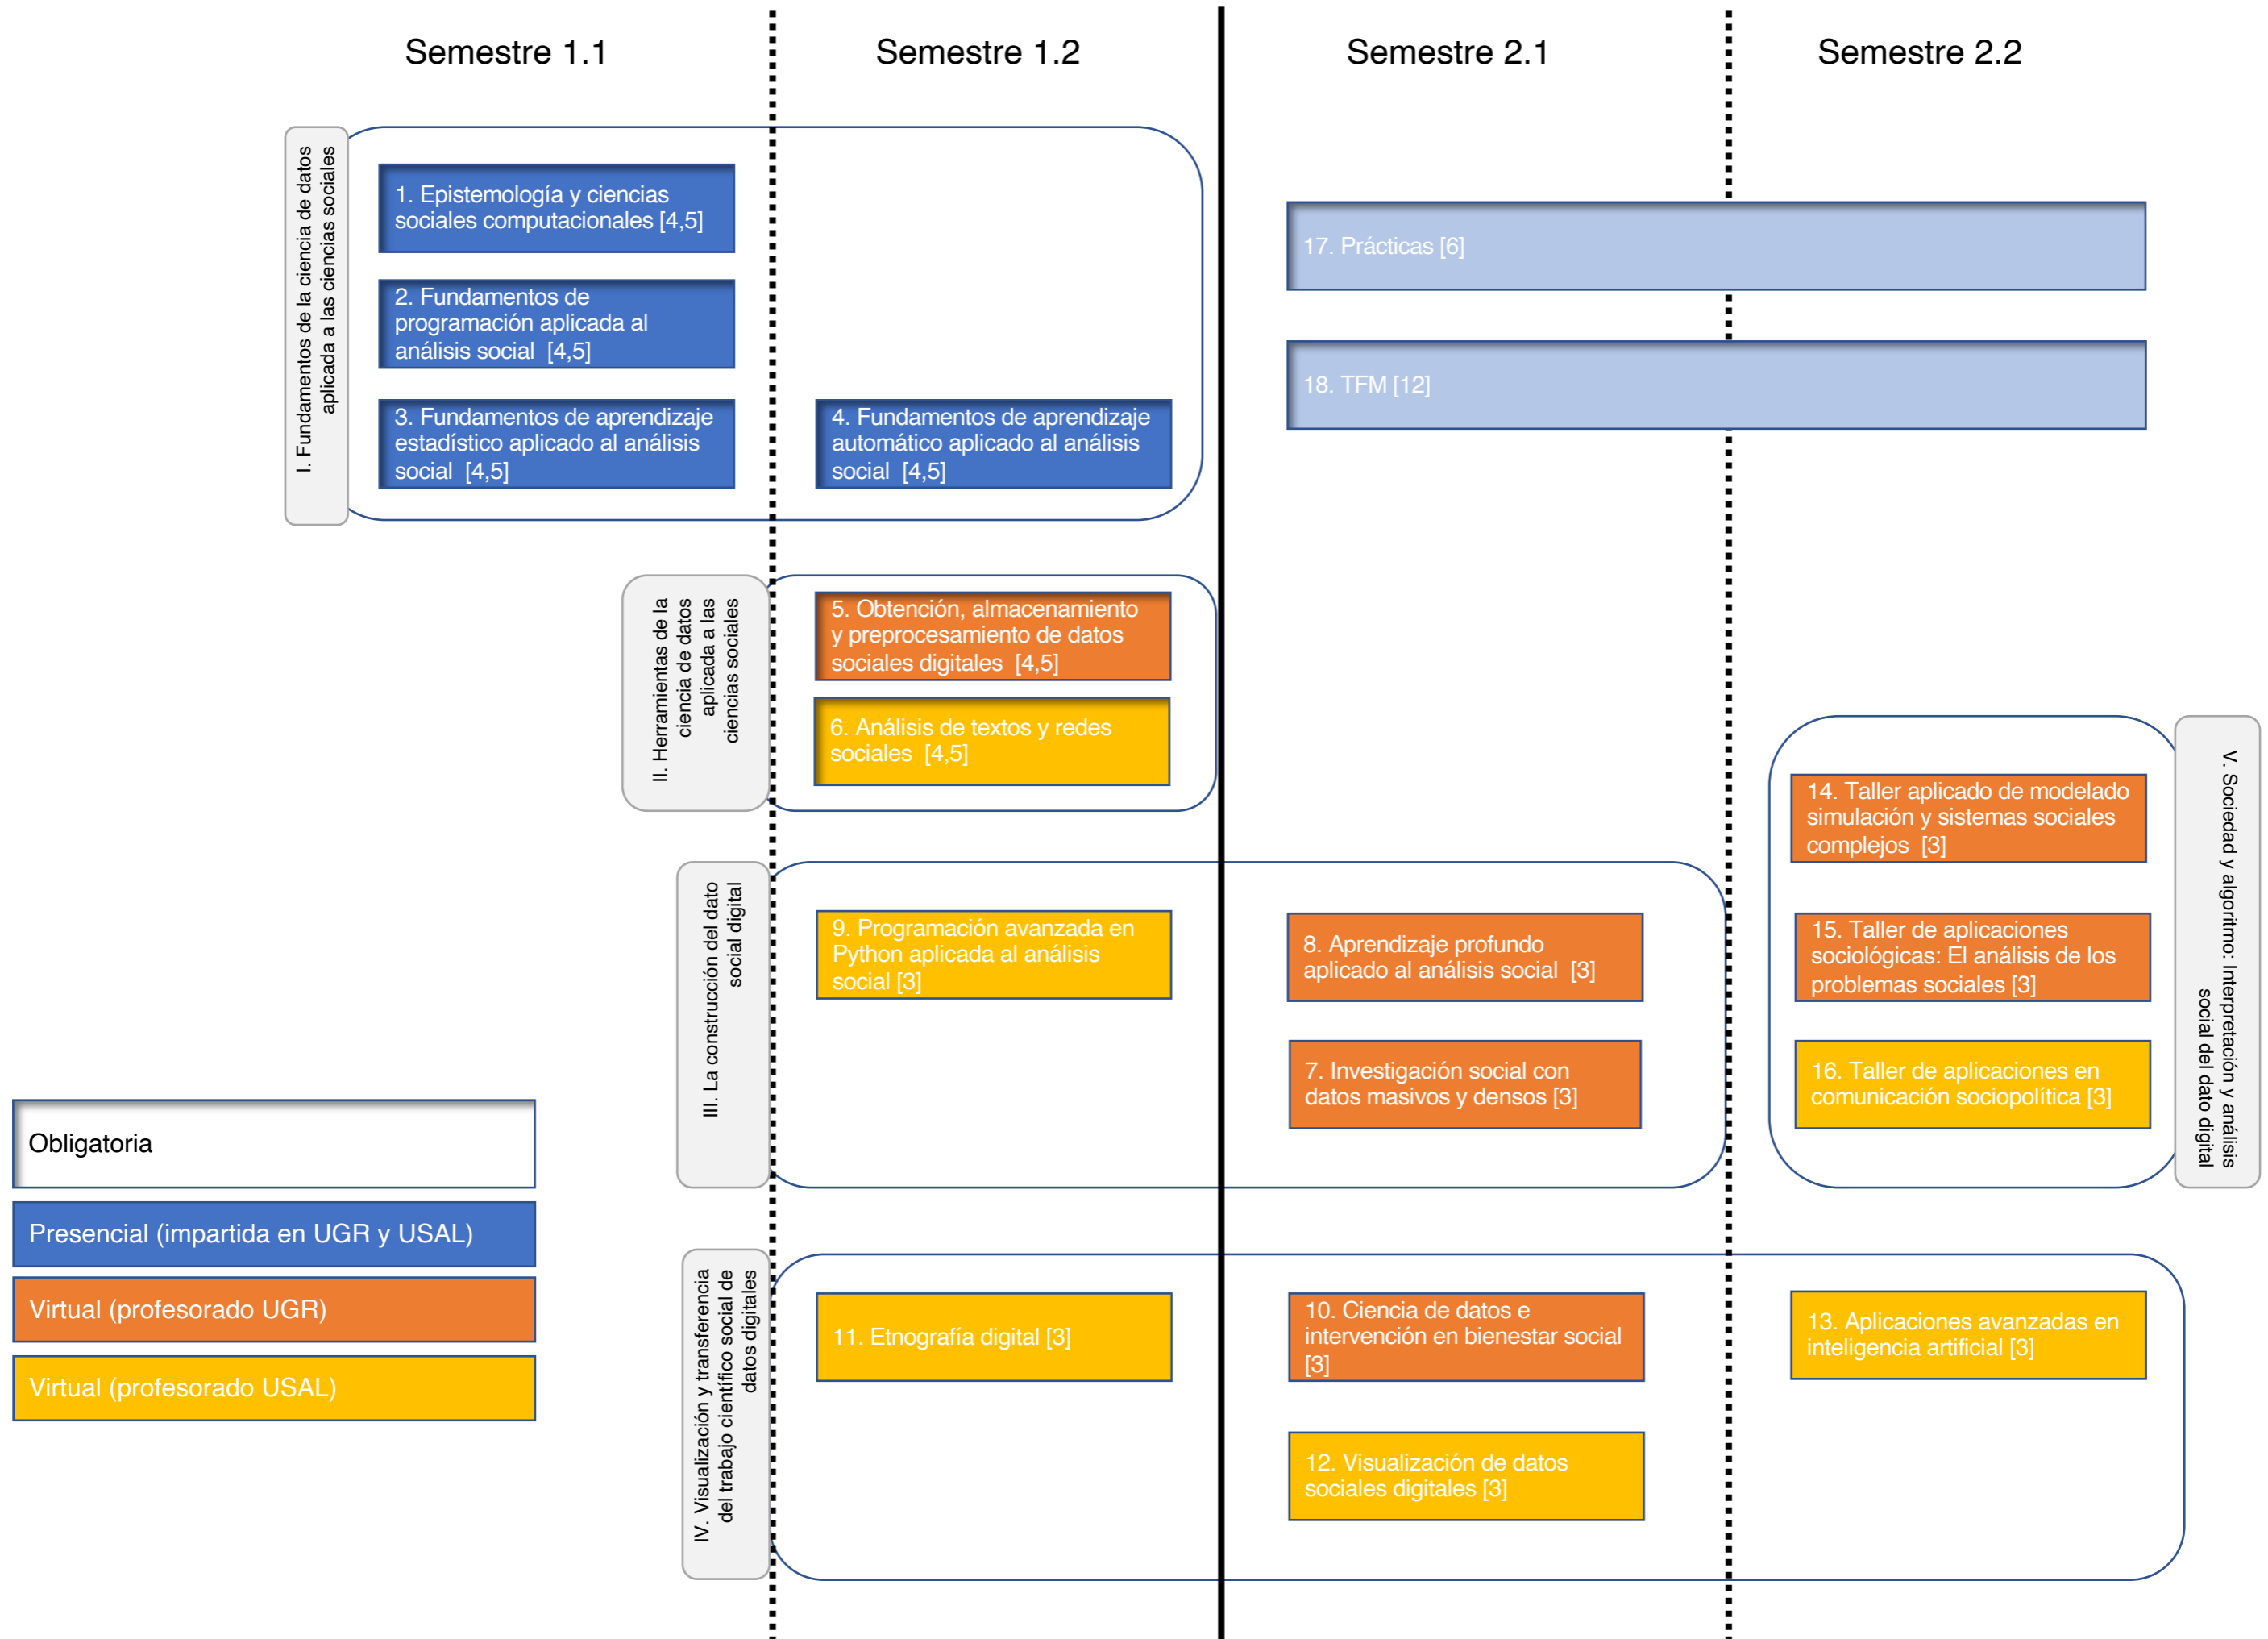 Semestre 1.1
Semestre 1.2
Semestre 2.1
Semestre 2.2
I. Fundamentos de la ciencia de datos
aplicada a las ciencias sociales
1. Epistemología y ciencias
sociales computacionales [4,5]
2. Fundamentos de
programación aplicada al
análisis social [4,5]
3. Fundamentos de aprendizaje
estadístico aplicado al análisis
social [4,5]
4. Fundamentos de aprendizaje
automático aplicado al análisis
social [4,5]
17. Prácticas [6]
18. TFM [12]
II. Herramientas de la
ciencia de datos
aplicada a las
ciencias sociales
5. Obtención, almacenamiento
y preprocesamiento de datos
sociales digitales [4,5]
6. Análisis de textos y redes
sociales [4,5]
III. La construcción del dato
social digital
9. Programación avanzada en
Python aplicada al análisis
social [3]
8. Aprendizaje profundo
aplicado al análisis social [3]
7. Investigación social con
datos masivos y densos [3]
V. Sociedad y algoritmo: Interpretación y análisis
social del dato digital
14. Taller aplicado de modelado
simulación y sistemas sociales
complejos [3]
15. Taller de aplicaciones
sociológicas: El análisis de los
problemas sociales [3]
16. Taller de aplicaciones en
comunicación sociopolítica [3]
IV. Visualización y transferencia
del trabajo científico social de
datos digitales
11. Etnografía digital [3]
10. Ciencia de datos e
intervención en bienestar social
[3]
12. Visualización de datos
sociales digitales [3]
13. Aplicaciones avanzadas en
inteligencia artificial [3]
Obligatoria
Presencial (impartida en UGR y USAL)
Virtual (profesorado UGR)
Virtual (profesorado USAL)